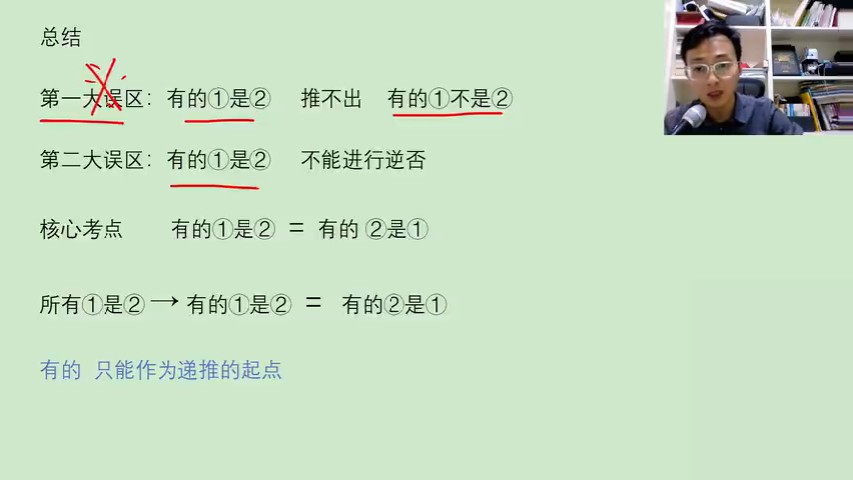 总结
第一大误区：有的①是② 推不出 有的①不是②
第二大误区：有的①是② 不能进行逆否
核心考点 有的①是② = 有的 ②是①
所有①是②→有的①是② = 有的②是①
有的 只能作为递推的起点